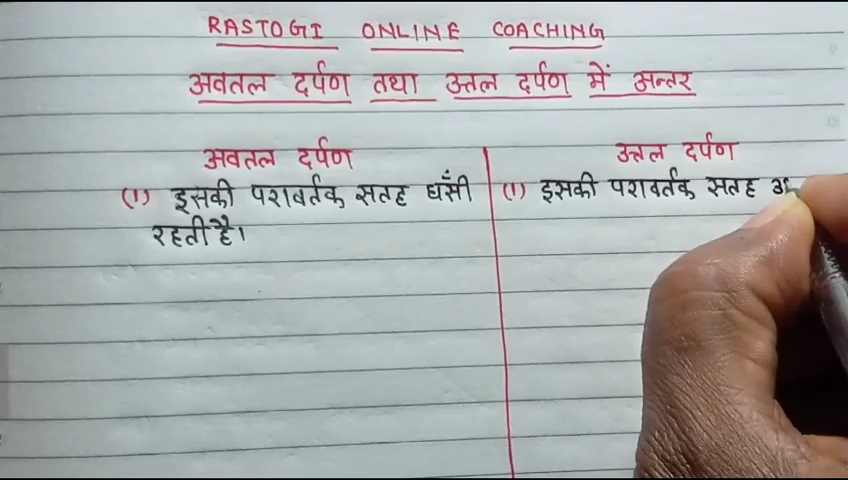 RASTOGI ONLINE COACHING
अवतल दर्पण तथा उत्तल दर्पण में अन्तर
अवतल दर्पण
(1) इसकी परावर्तक सतह धँसी
रहती है।
उत्तल दर्पण
(1) इसकी परावर्तक सतह